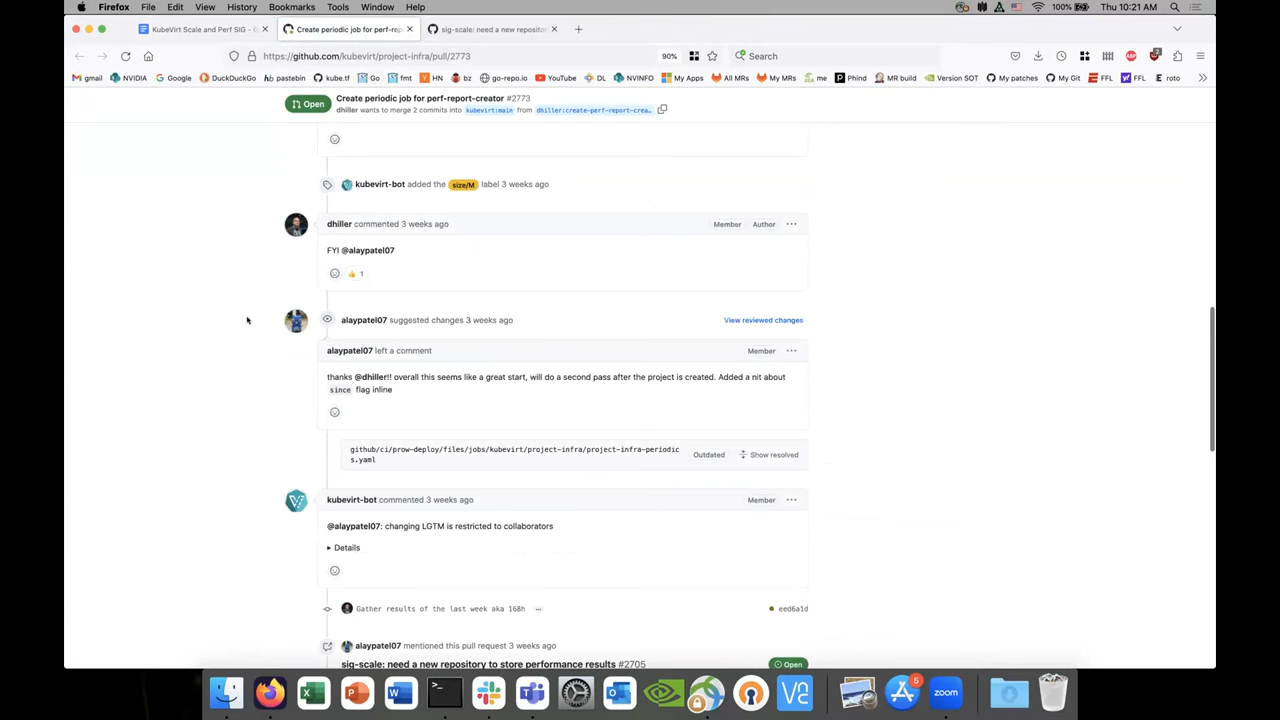 Firefox File Edit View History Bookmarks Tools Window Help 100% Thu 10:21 AM
KubeVirt Scale and Perf SIG - G × Create periodic job for perf-repo × sig-scale: need a new repositor × +
https://github.com/kubevirt/project-infra/pull/2773 90% Search
gmail NVIDIA Google DuckDuckGo pastebin kube.tf Go fmt HN bz go-repo.io YouTube DL NVINFO My Apps All MRs My MRs me Phind MR build Version SOT My patches My Git FFL FFL roto
Open
Create periodic job for perf-report-creator #2773
dhiller wants to merge 2 commits into kubevirt:main from dhiller:create-perf-report-crea…
kubevirt-bot added the size/M label 3 weeks ago
dhiller commented 3 weeks ago Member Author ···
FYI @alaypatel07
1
alaypatel07 suggested changes 3 weeks ago View reviewed changes
alaypatel07 left a comment Member ···
thanks @dhiller!! overall this seems like a great start, will do a second pass after the project is created. Added a nit about
since flag inline
github/ci/prow-deploy/files/jobs/kubevirt/project-infra/project-infra-periodic
s.yaml
Outdated Show resolved
kubevirt-bot commented 3 weeks ago Member ···
@alaypatel07: changing LGTM is restricted to collaborators
▸ Details
Gather results of the last week aka 168h … eed6a1d
alaypatel07 mentioned this pull request 3 weeks ago
sig-scale: need a new repository to store performance results #2705 Open
5
zoom